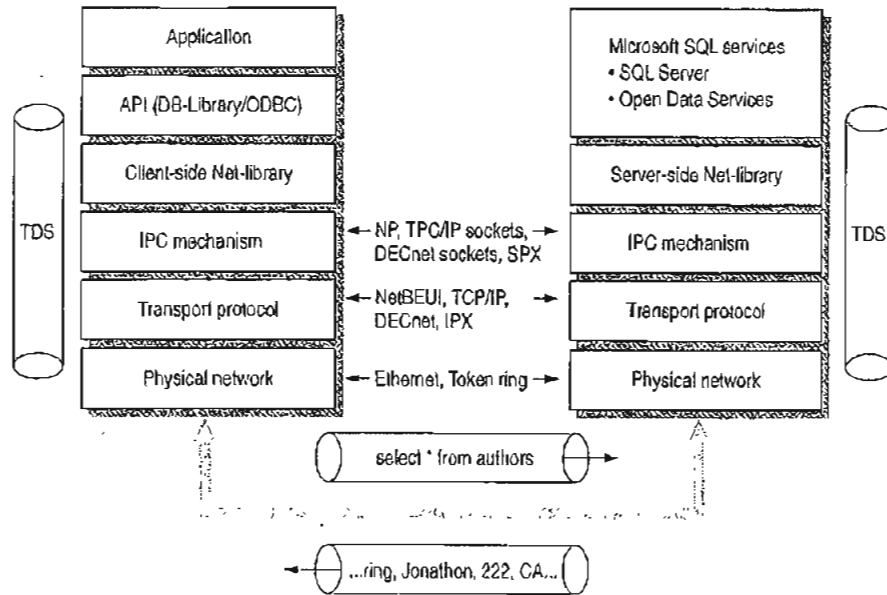 Application
API (DB-Library/ODBC)
Client-side Net-library
IPC mechanism
Transport protocol
Physical network
TDS
NP, TPC/IP sockets,
DECnet sockets, SPX
NetBEUI, TCP/IP,
DECnet, IPX
Ethernet, Token ring
Microsoft SQL services
• SQL Server
• Open Data Services
Server-side Net-library
IPC mechanism
Transport protocol
Physical network
TDS
select * from authors
...ring, Jonathon, 222, CA...